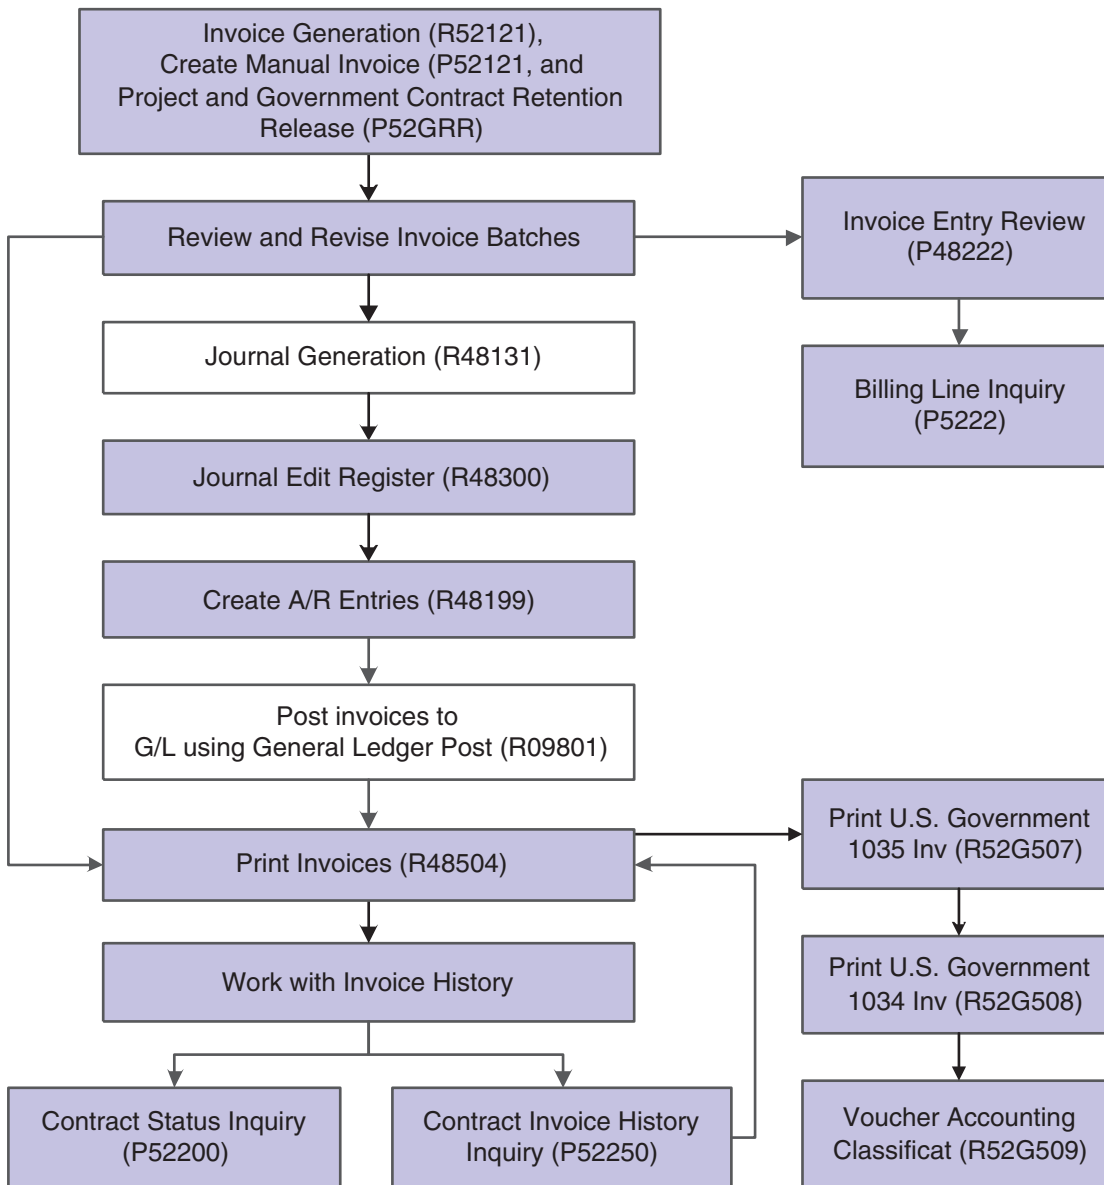 Invoice Generation (R52121),
Create Manual Invoice (P52121, and
Project and Government Contract Retention
Release (P52GRR)
Review and Revise Invoice Batches
Invoice Entry Review
(P48222)
Journal Generation (R48131)
Billing Line Inquiry
(P5222)
Journal Edit Register (R48300)
Create A/R Entries (R48199)
Post invoices to
G/L using General Ledger Post (R09801)
Print Invoices (R48504)
Print U.S. Government
1035 Inv (R52G507)
Work with Invoice History
Print U.S. Government
1034 Inv (R52G508)
Contract Status Inquiry
(P52200)
Contract Invoice History
Inquiry (P52250)
Voucher Accounting
Classificat (R52G509)